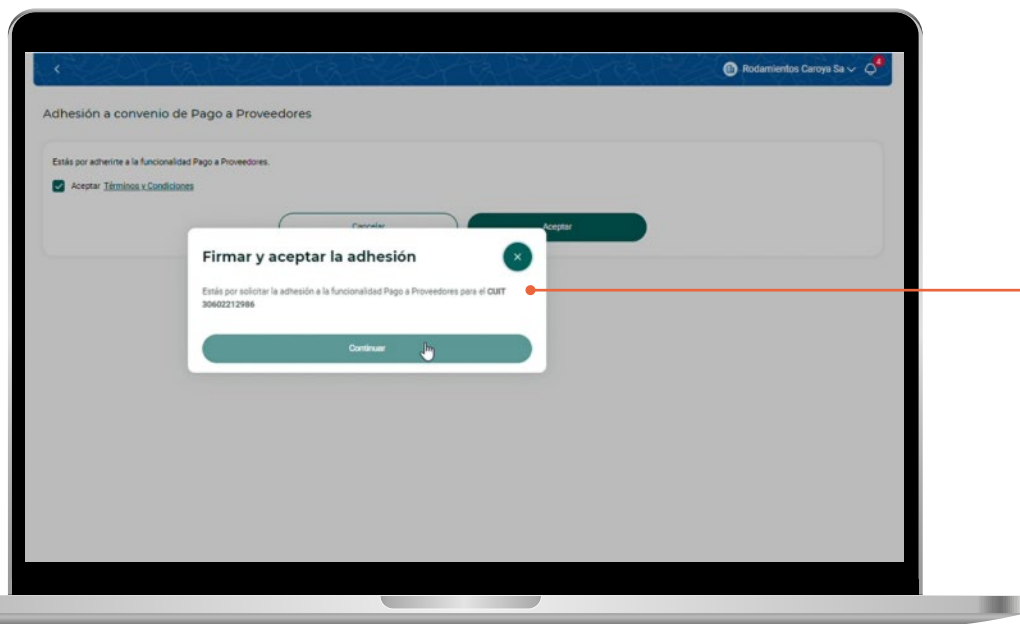 Rodamientos Caroya Sa
4
Adhesión a convenio de Pago a Proveedores
Estás por adherirte a la funcionalidad Pago a Proveedores.
Aceptar Términos y Condiciones
Cancelar
Aceptar
Firmar y aceptar la adhesión
Estás por solicitar la adhesión a la funcionalidad Pago a Proveedores para el CUIT
30602212986
Continuar